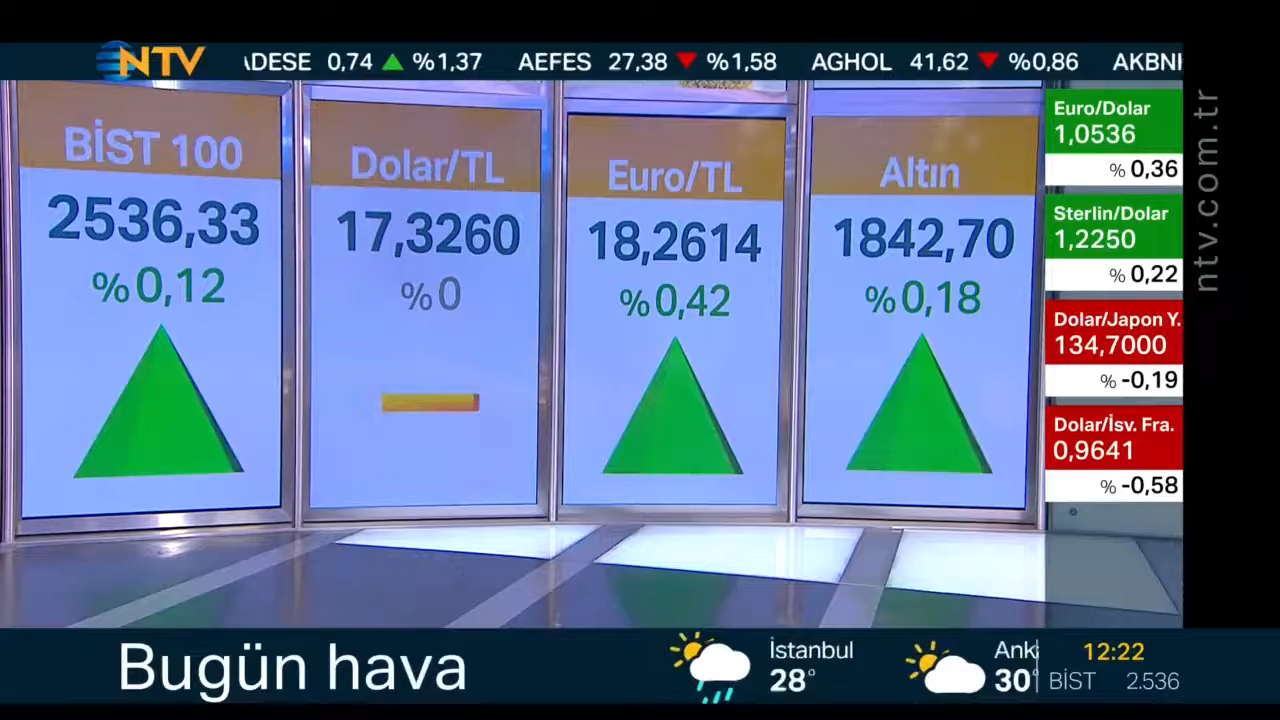 NTV
ADESE 0,74 %1,37 AEFES 27,38 %1,58 AGHOL 41,62 %0,86
BİST 100
2536,33
%0,12
Dolar/TL
17,3260
%0
Euro/TL
18,2614
%0,42
Altın
1842,70
%0,18
Euro/Dolar
1,0536
% 0,36
Sterlin/Dolar
1,2250
% 0,22
Dolar/Japon Y.
134,7000
% -0,19
Dolar/İsv. Fra.
0,9641
% -0,58
ntv.com.tr
Bugün hava
İstanbul
28°
Ank
30°
12:22
BİST 2.536